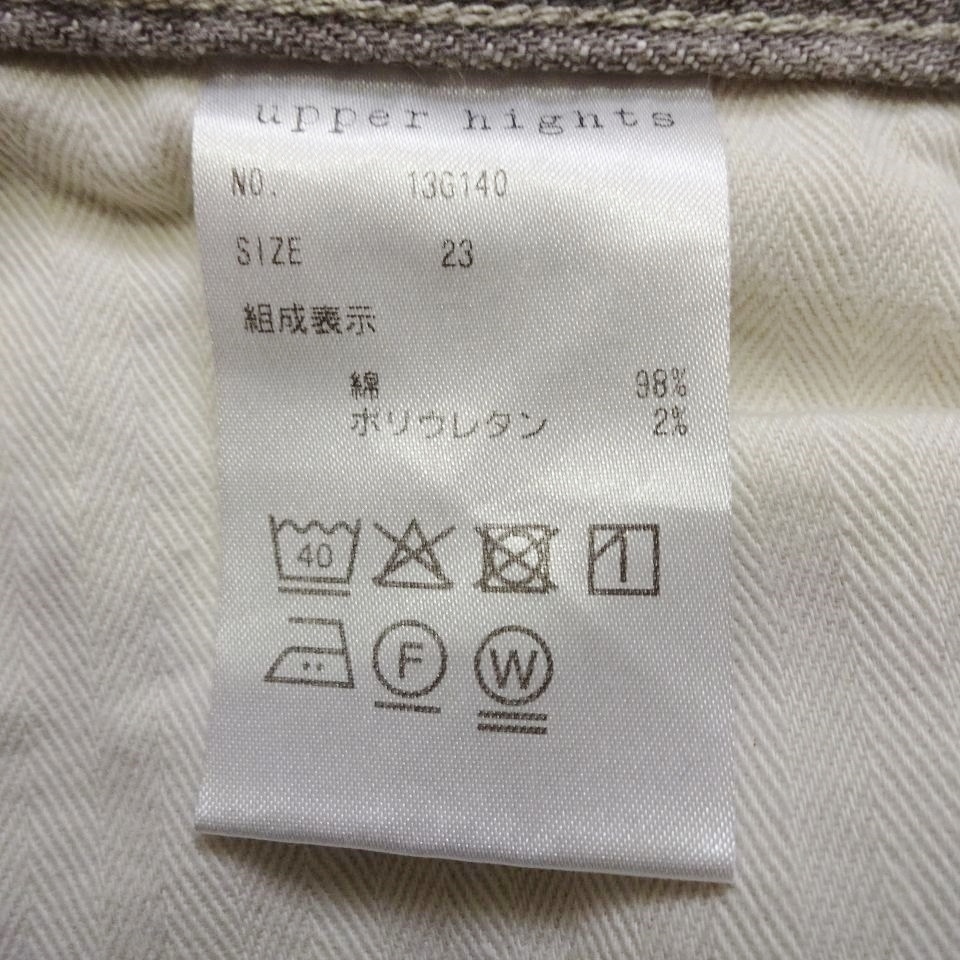 upper hights
NO. 13G140
SIZE 23
組成表示
綿 98%
ポリウレタン 2%
40
F
W